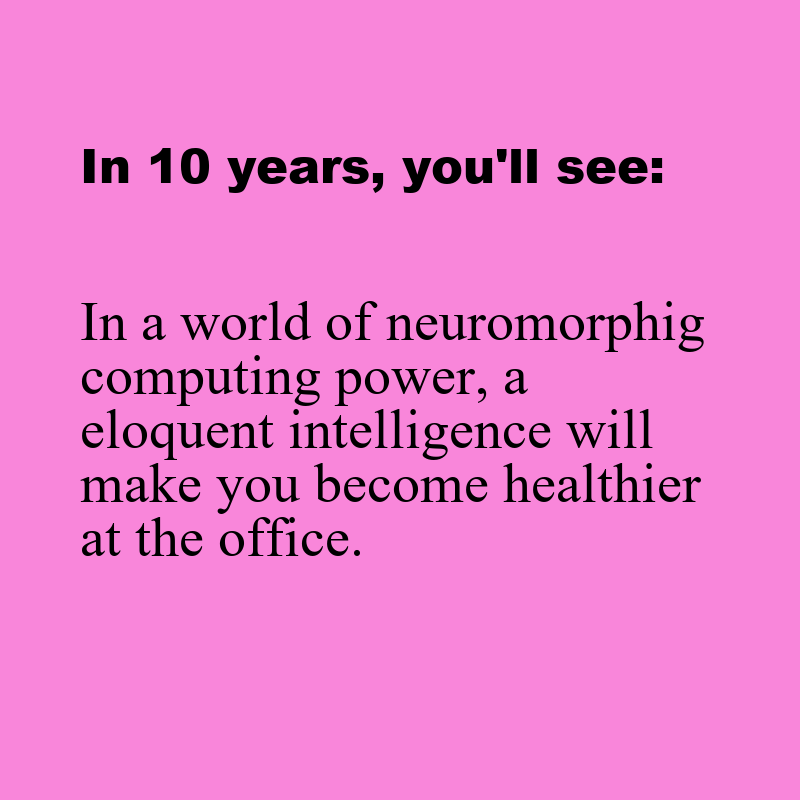 In 10 years, you'll see:
In a world of neuromorphig
computing power, a
eloquent intelligence will
make you become healthier
at the office.